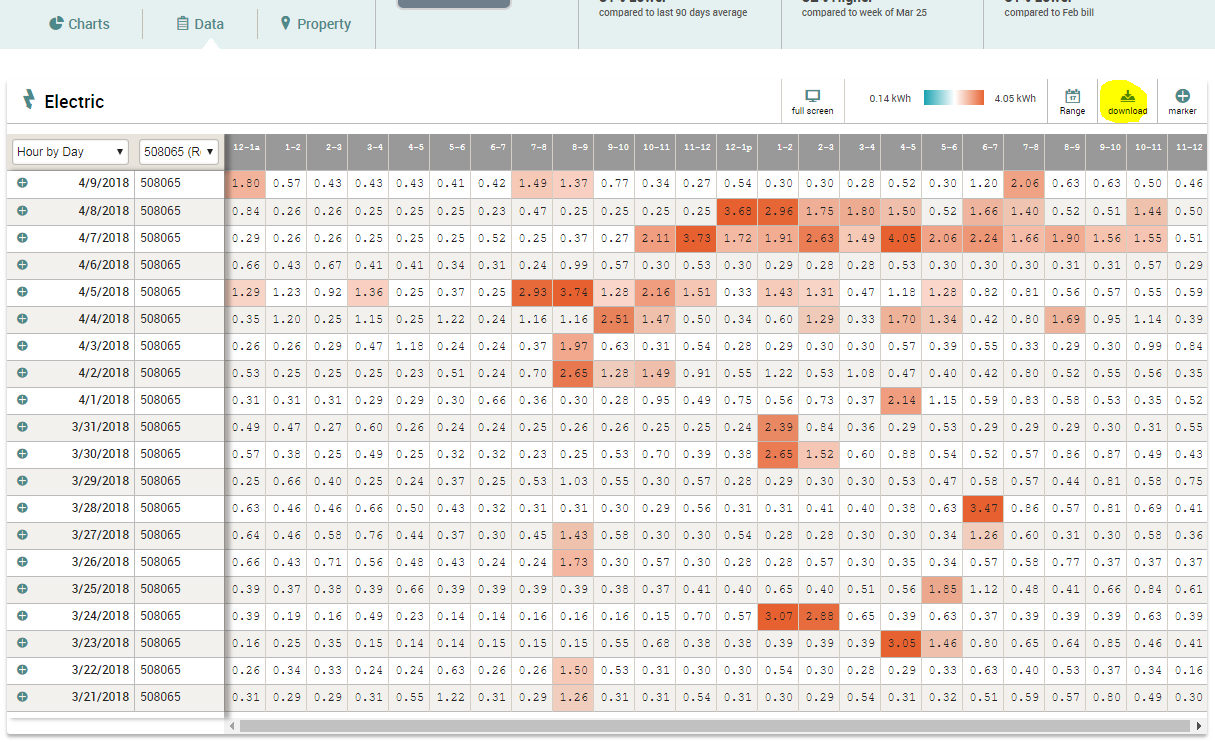 Charts Data Property
compared to last 90 days average compared to week of Mar 25 compared to Feb bill
Electric
full screen 0.14 kWh 4.05 kWh 17 Range download marker
Hour by Day 508065 (R 12-1a 1-2 2-3 3-4 4-5 5-6 6-7 7-8 8-9 9-10 10-11 11-12 12-1p 1-2 2-3 3-4 4-5 5-6 6-7 7-8 8-9 9-10 10-11 11-12
4/9/2018 508065 1.80 0.57 0.43 0.43 0.43 0.41 0.42 1.49 1.37 0.77 0.34 0.27 0.54 0.30 0.30 0.28 0.52 0.30 1.20 2.06 0.63 0.63 0.50 0.46
4/8/2018 508065 0.84 0.26 0.26 0.25 0.25 0.25 0.23 0.47 0.25 0.25 0.25 0.25 3.68 2.96 1.75 1.80 1.50 0.52 1.66 1.40 0.52 0.51 1.44 0.50
4/7/2018 508065 0.29 0.26 0.26 0.25 0.25 0.25 0.52 0.25 0.37 0.27 2.11 3.73 1.72 1.91 2.63 1.49 4.05 2.06 2.24 1.66 1.90 1.56 1.55 0.51
4/6/2018 508065 0.66 0.43 0.67 0.41 0.41 0.34 0.31 0.24 0.99 0.57 0.30 0.53 0.30 0.29 0.28 0.28 0.53 0.30 0.30 0.30 0.31 0.31 0.57 0.29
4/5/2018 508065 1.29 1.23 0.92 1.36 0.25 0.37 0.25 2.93 3.74 1.28 2.16 1.51 0.33 1.43 1.31 0.47 1.18 1.28 0.82 0.81 0.56 0.57 0.55 0.59
4/4/2018 508065 0.35 1.20 0.25 1.15 0.25 1.22 0.24 1.16 1.16 2.51 1.47 0.50 0.34 0.60 1.29 0.33 1.70 1.34 0.42 0.80 1.69 0.95 1.14 0.39
4/3/2018 508065 0.26 0.26 0.29 0.47 1.18 0.24 0.24 0.37 1.97 0.63 0.31 0.54 0.28 0.29 0.30 0.30 0.57 0.39 0.55 0.33 0.29 0.30 0.99 0.84
4/2/2018 508065 0.53 0.25 0.25 0.25 0.23 0.51 0.24 0.70 2.65 1.28 1.49 0.91 0.55 1.22 0.53 1.08 0.47 0.40 0.42 0.80 0.52 0.55 0.56 0.35
4/1/2018 508065 0.31 0.31 0.31 0.29 0.29 0.30 0.66 0.36 0.30 0.28 0.95 0.49 0.75 0.56 0.73 0.37 2.14 1.15 0.59 0.83 0.58 0.53 0.35 0.52
3/31/2018 508065 0.49 0.47 0.27 0.60 0.26 0.24 0.24 0.25 0.26 0.26 0.25 0.25 0.24 2.39 0.84 0.36 0.29 0.53 0.29 0.29 0.29 0.30 0.31 0.55
3/30/2018 508065 0.57 0.38 0.25 0.49 0.25 0.32 0.32 0.23 0.25 0.53 0.70 0.39 0.38 2.65 1.52 0.60 0.88 0.54 0.52 0.57 0.86 0.87 0.49 0.43
3/29/2018 508065 0.25 0.66 0.40 0.25 0.24 0.37 0.25 0.53 1.03 0.55 0.30 0.57 0.28 0.29 0.30 0.30 0.53 0.47 0.58 0.57 0.44 0.81 0.58 0.75
3/28/2018 508065 0.63 0.46 0.46 0.66 0.50 0.43 0.32 0.31 0.31 0.30 0.29 0.56 0.31 0.31 0.41 0.40 0.38 0.63 3.47 0.86 0.57 0.81 0.69 0.41
3/27/2018 508065 0.64 0.46 0.58 0.76 0.44 0.37 0.30 0.45 1.43 0.58 0.30 0.30 0.54 0.28 0.28 0.30 0.30 0.34 1.26 0.60 0.31 0.30 0.58 0.36
3/26/2018 508065 0.66 0.43 0.71 0.56 0.48 0.43 0.24 0.24 1.73 0.30 0.57 0.30 0.28 0.28 0.57 0.30 0.35 0.34 0.57 0.58 0.77 0.37 0.37 0.37
3/25/2018 508065 0.39 0.37 0.38 0.39 0.66 0.39 0.39 0.39 0.39 0.38 0.37 0.41 0.40 0.65 0.40 0.51 0.56 1.85 1.12 0.48 0.41 0.66 0.84 0.61
3/24/2018 508065 0.39 0.19 0.16 0.49 0.23 0.14 0.14 0.16 0.16 0.16 0.15 0.70 0.57 3.07 2.88 0.65 0.39 0.63 0.37 0.39 0.39 0.39 0.63 0.39
3/23/2018 508065 0.16 0.25 0.35 0.15 0.14 0.14 0.15 0.15 0.15 0.55 0.68 0.38 0.38 0.39 0.39 0.39 3.05 1.46 0.80 0.65 0.64 0.85 0.46 0.41
3/22/2018 508065 0.26 0.34 0.33 0.24 0.24 0.63 0.26 0.26 1.50 0.53 0.31 0.30 0.30 0.54 0.30 0.28 0.29 0.33 0.63 0.40 0.53 0.37 0.34 0.16
3/21/2018 508065 0.31 0.29 0.29 0.31 0.55 1.22 0.31 0.29 1.26 0.31 0.31 0.54 0.31 0.30 0.29 0.54 0.31 0.32 0.51 0.59 0.57 0.80 0.49 0.30